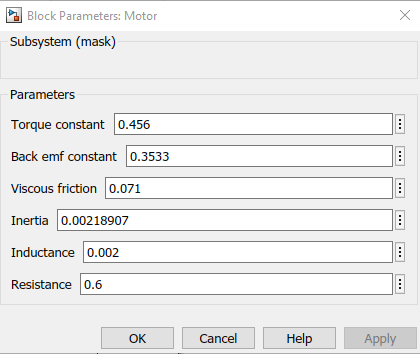 Block Parameters: Motor
Subsystem (mask)
Parameters
Torque constant 0.456
Back emf constant 0.3533
Viscous friction 0.071
Inertia 0.00218907
Inductance 0.002
Resistance 0.6
OK Cancel Help Apply